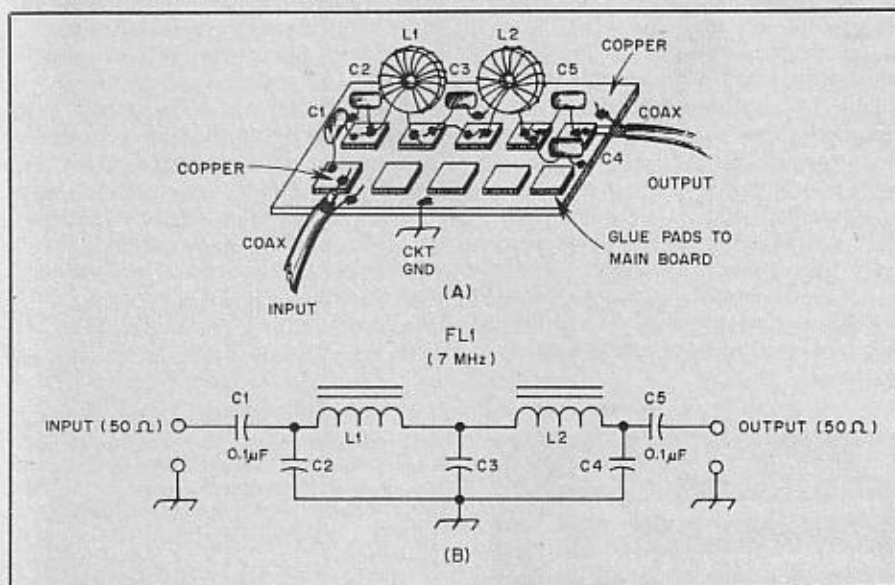 L1
L2
C2
C3
C5
COPPER
C1
COAX
COPPER
C4
OUTPUT
COAX
CKT
GND
GLUE PADS TO
MAIN BOARD
INPUT
(A)
FL1
(7 MHz)
C1
C5
INPUT (50 Ω)
OUTPUT (50 Ω)
0.1µF
L1
L2
0.1µF
C2
C3
C4
(B)